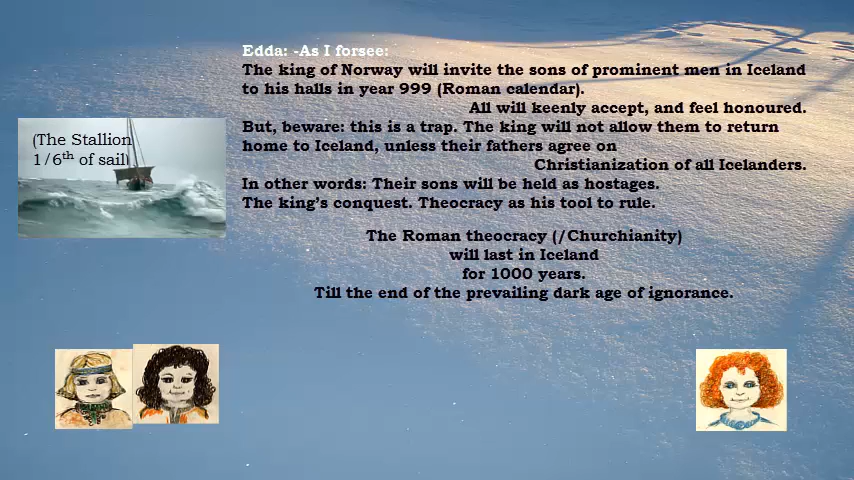 Edda: -As I forsee:
The king of Norway will invite the sons of prominent men in Iceland
to his halls in year 999 (Roman calendar).
All will keenly accept, and feel honoured.
(The Stallion
1/6th of sail)
But, beware: this is a trap. The king will not allow them to return
home to Iceland, unless their fathers agree on
Christianization of all Icelanders.
In other words: Their sons will be held as hostages.
The king's conquest. Theocracy as his tool to rule.
The Roman theocracy (/Churchianity)
will last in Iceland
for 1000 years.
Till the end of the prevailing dark age of ignorance.